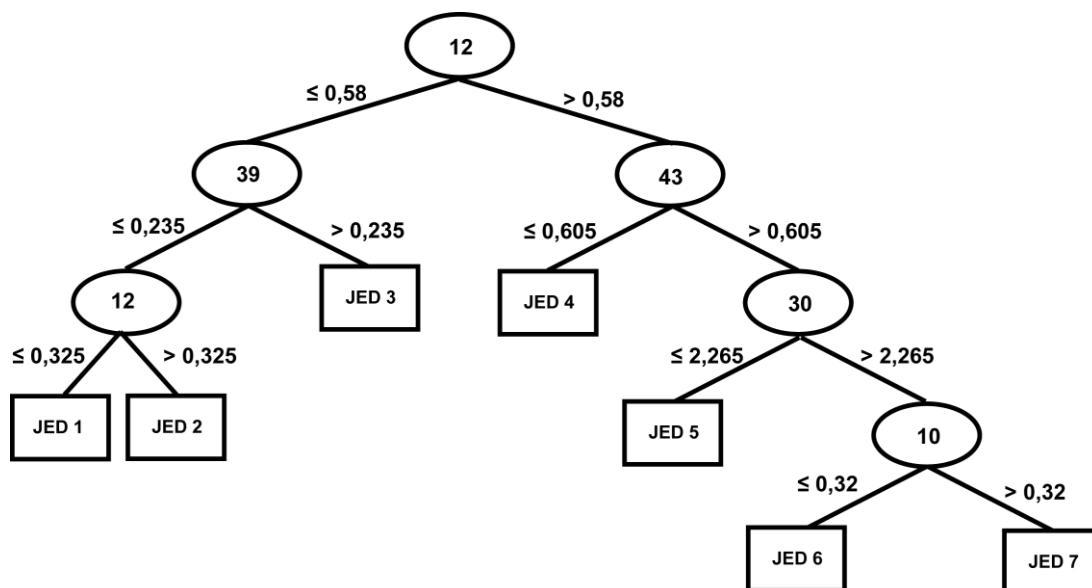 12
≤ 0,58
> 0,58
39
43
≤ 0,235
> 0,235
≤ 0,605
> 0,605
12
JED 3
JED 4
30
≤ 0,325
> 0,325
≤ 2,265
> 2,265
JED 1
JED 2
JED 5
10
≤ 0,32
> 0,32
JED 6
JED 7